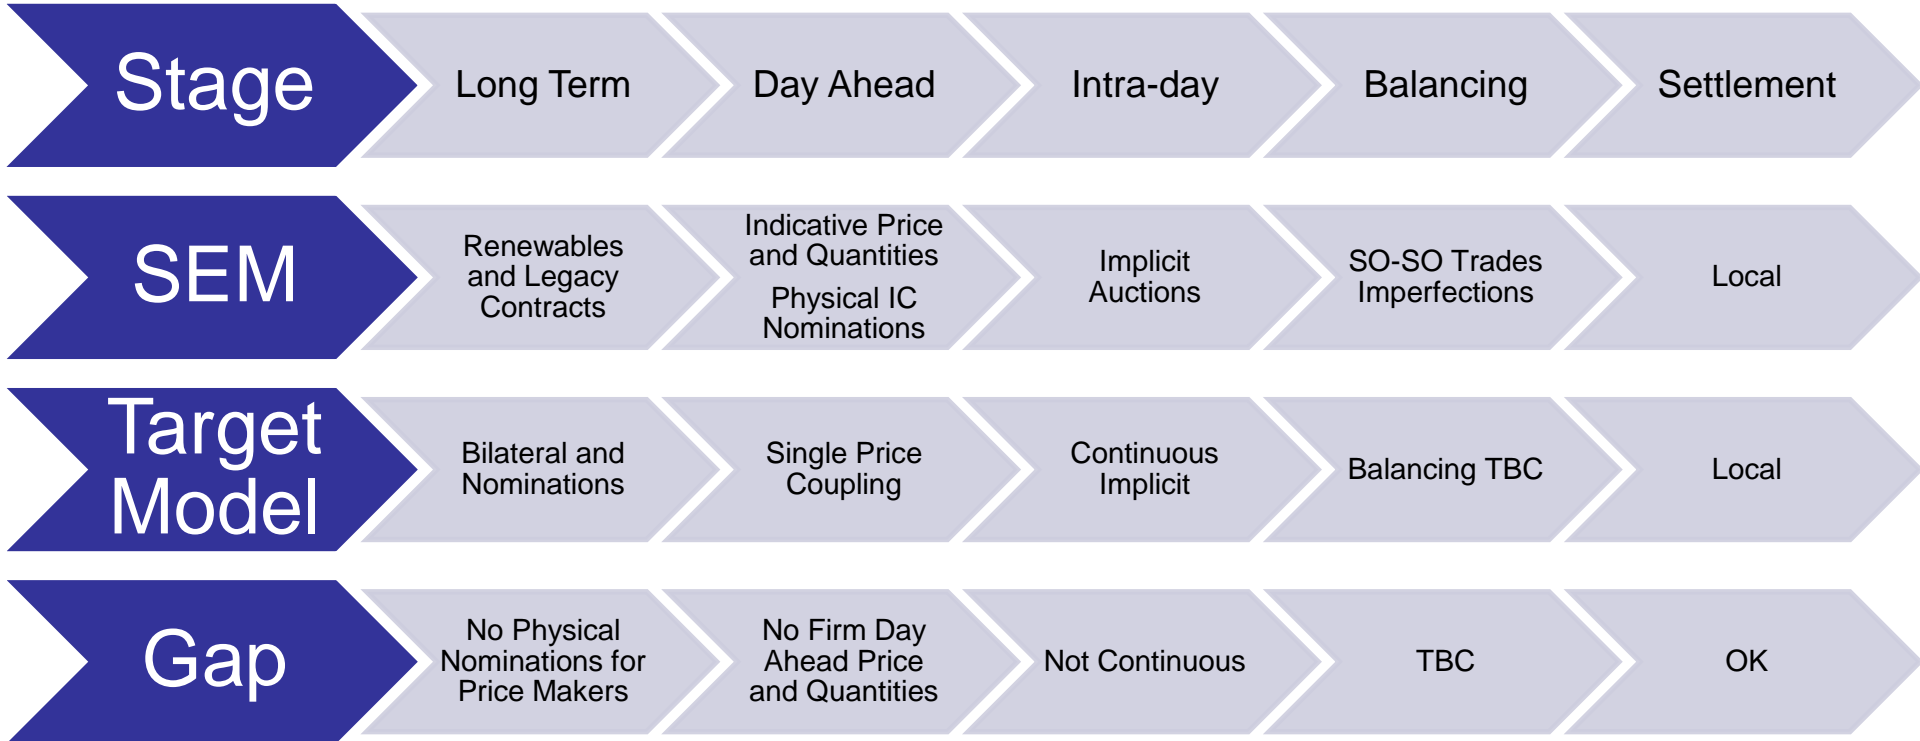 Stage
Long Term
Day Ahead
Intra-day
Balancing
Settlement
SEM
Renewables
and Legacy
Contracts
Indicative Price
and Quantities
Physical IC
Nominations
Implicit
Auctions
SO-SO Trades
Imperfections
Local
Target
Model
Bilateral and
Nominations
Single Price
Coupling
Continuous
Implicit
Balancing TBC
Local
Gap
No Physical
Nominations for
Price Makers
No Firm Day
Ahead Price
and Quantities
Not Continuous
TBC
OK